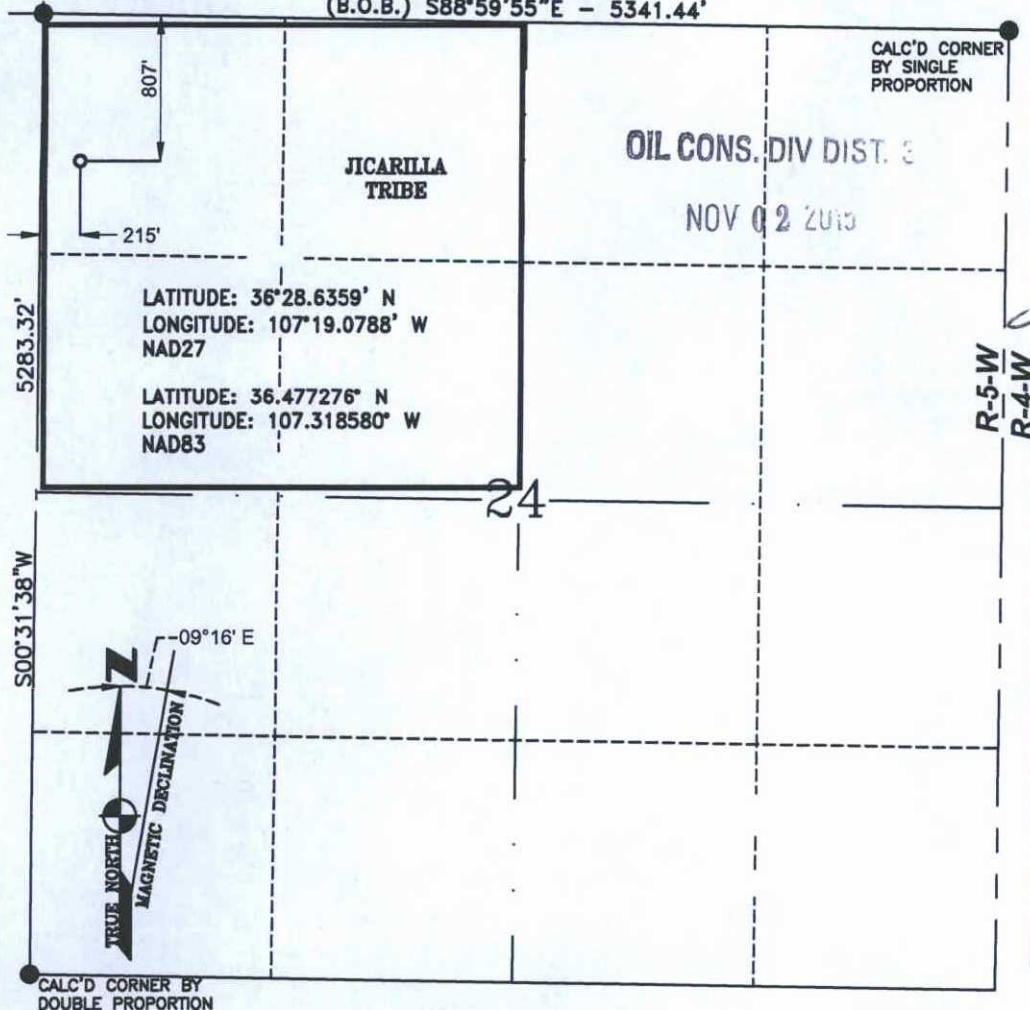 (B.O.B.) S88°59'55"E - 5341.44'
CALC'D CORNER
BY SINGLE
PROPORTION
807'
JICARILLA
TRIBE
OIL CONS. DIV DIST. 3
NOV 02
215'
LATITUDE: 36°28.6359' N
LONGITUDE: 107°19.0788' W
NAD27
5283.32'
LATITUDE: 36.477276° N
LONGITUDE: 107.318580° W
NAD83
R-5-W
R-4-W
24
S00°31'38"W
09°16' E
N
TRUE NORTH
MAGNETIC DECLINATION
CALC'D CORNER BY
DOUBLE PROPORTION